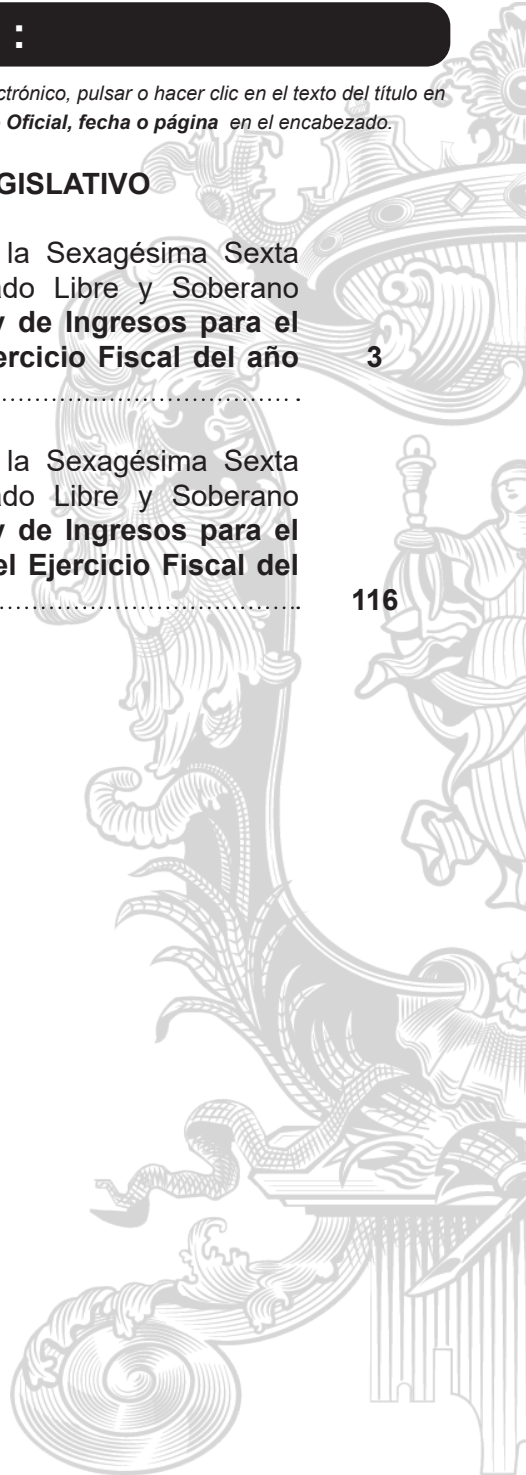 :
ctrónico, pulsar o hacer clic en el texto del título en
Oficial, fecha o página en el encabezado.
GISLATIVO
la Sexagésima Sexta
ado Libre y Soberano
y de Ingresos para el
ercicio Fiscal del año 3
.
la Sexagésima Sexta
ado Libre y Soberano
y de Ingresos para el
el Ejercicio Fiscal del
116